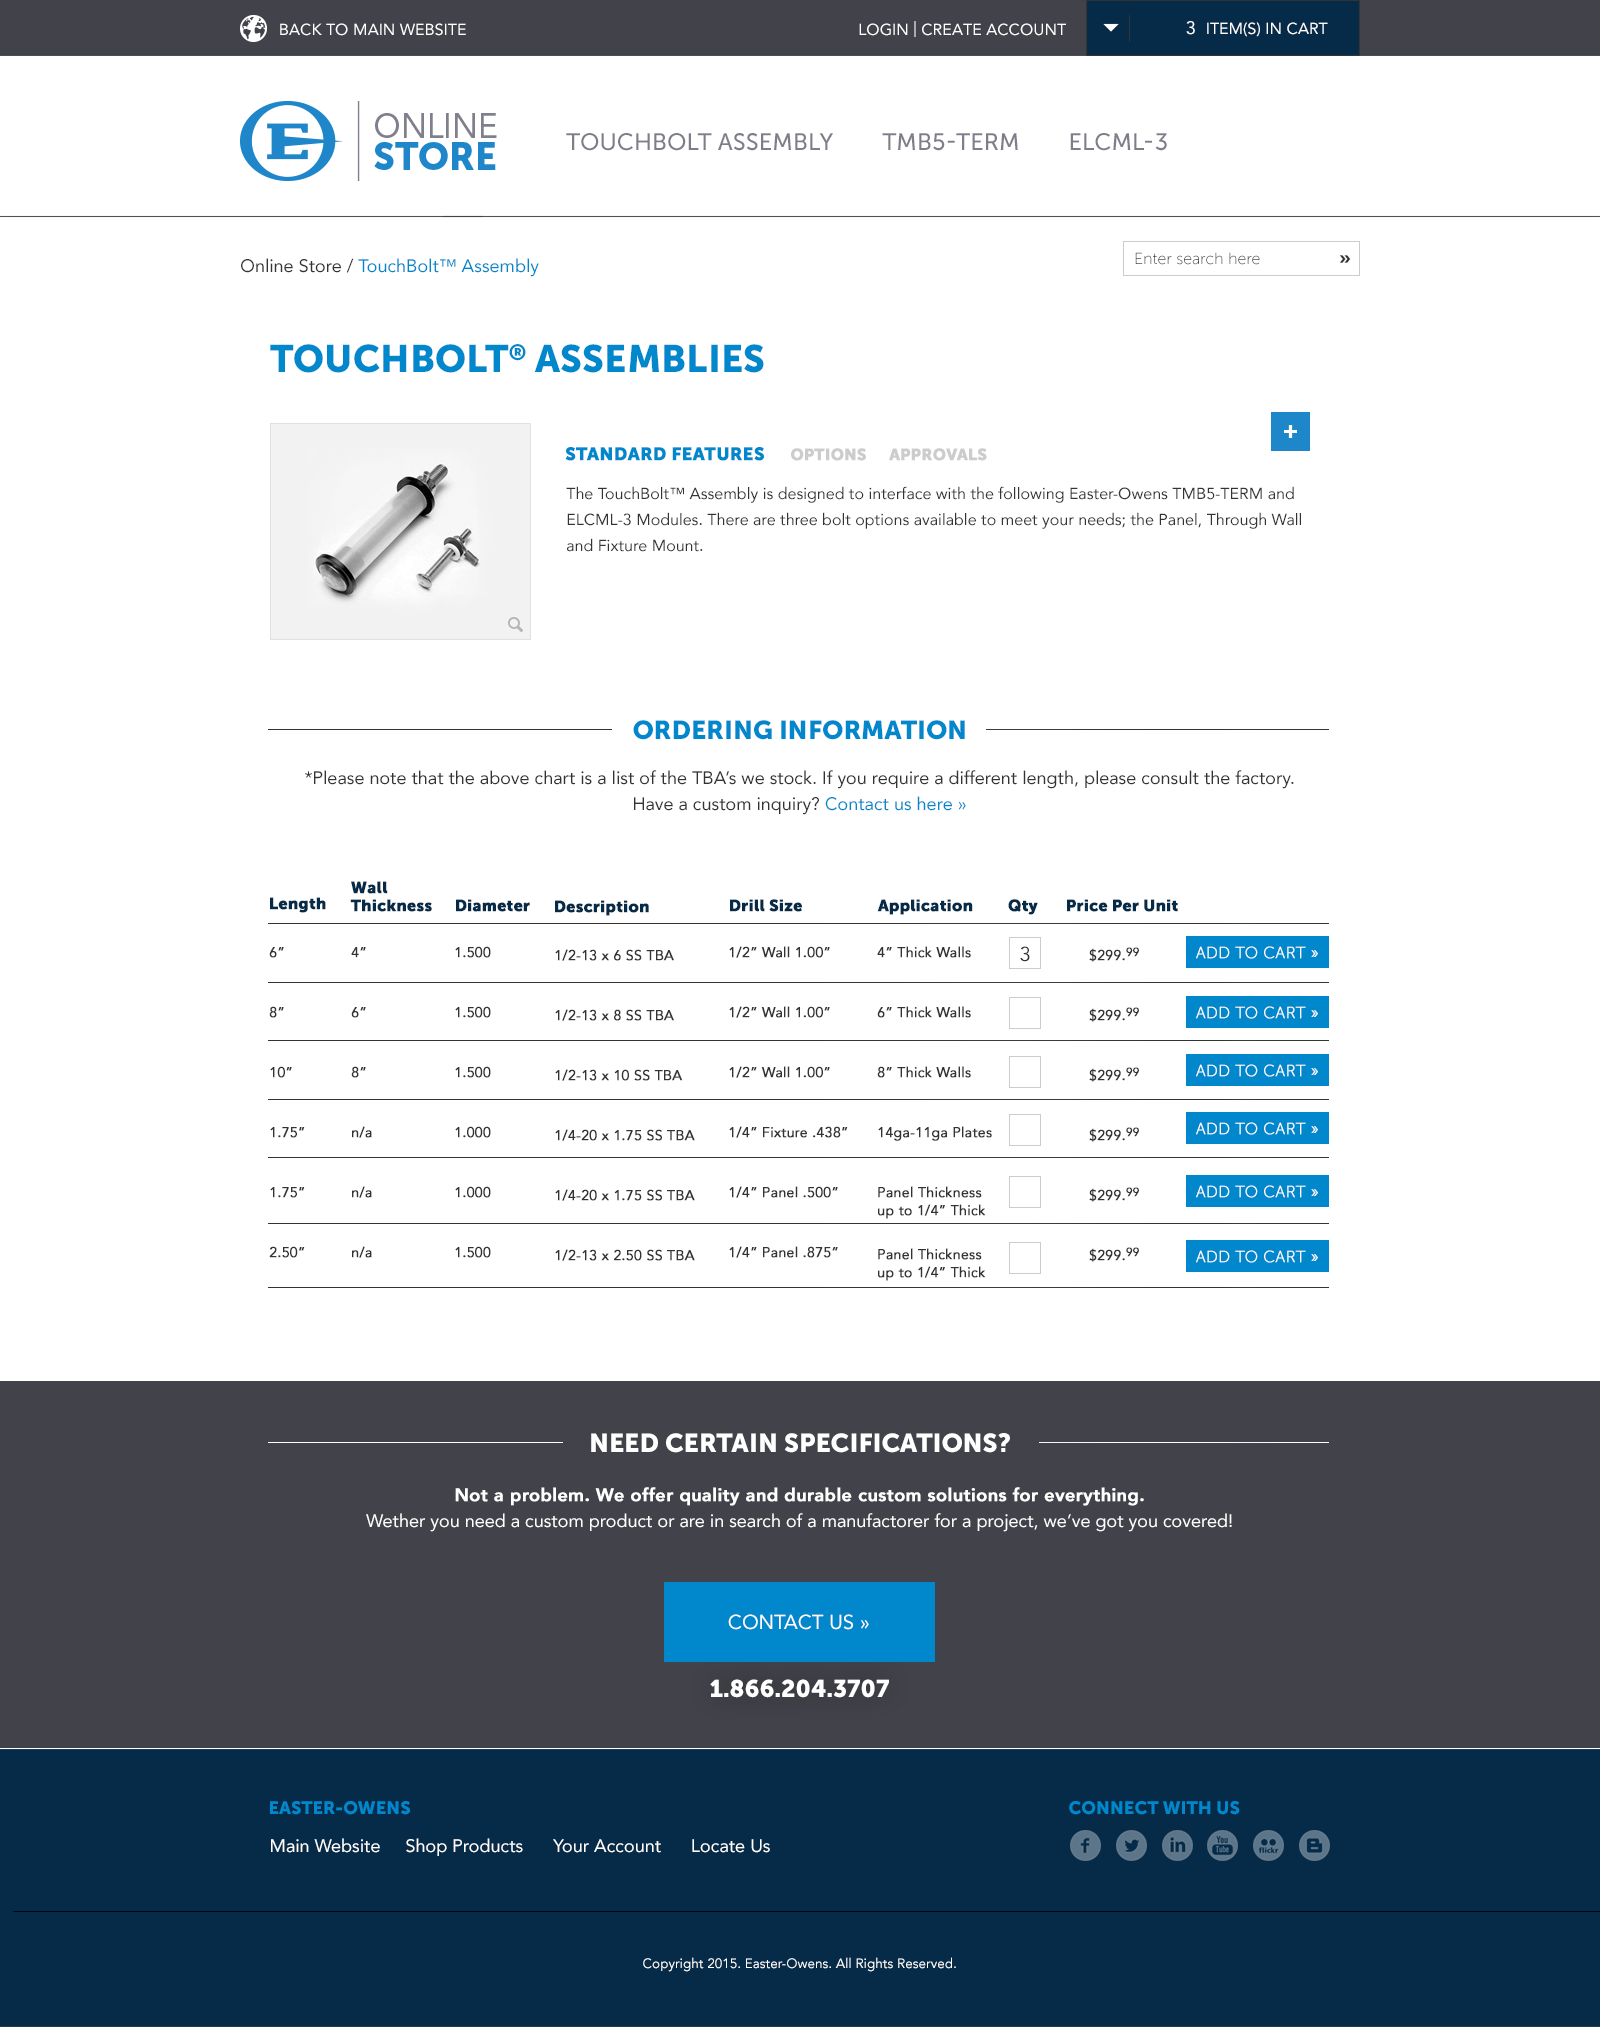 BACK TO MAIN WEBSITE
LOGIN | CREATE ACCOUNT
3 ITEM(S) IN CART
E
ONLINE
STORE
TOUCHBOLT ASSEMBLY
TMB5-TERM
ELCML-3
Online Store / TouchBolt™ Assembly
Enter search here »
TOUCHBOLT® ASSEMBLIES
+
STANDARD FEATURES
OPTIONS
APPROVALS
The TouchBolt™ Assembly is designed to interface with the following Easter-Owens TMB5-TERM and
ELCML-3 Modules. There are three bolt options available to meet your needs; the Panel, Through Wall
and Fixture Mount.
ORDERING INFORMATION
*Please note that the above chart is a list of the TBA's we stock. If you require a different length, please consult the factory.
Have a custom inquiry? Contact us here »
Length Wall Thickness Diameter Description Drill Size Application Qty Price Per Unit
6” 4” 1.500 1/2-13 x 6 SS TBA 1/2” Wall 1.00” 4” Thick Walls 3 $299.99 ADD TO CART »
8” 6” 1.500 1/2-13 x 8 SS TBA 1/2” Wall 1.00” 6” Thick Walls $299.99 ADD TO CART »
10” 8” 1.500 1/2-13 x 10 SS TBA 1/2” Wall 1.00” 8” Thick Walls $299.99 ADD TO CART »
1.75” n/a 1.000 1/4-20 x 1.75 SS TBA 1/4” Fixture .438” 14ga-11ga Plates $299.99 ADD TO CART »
1.75” n/a 1.000 1/4-20 x 1.75 SS TBA 1/4” Panel .500” Panel Thickness up to 1/4” Thick $299.99 ADD TO CART »
2.50” n/a 1.500 1/2-13 x 2.50 SS TBA 1/4” Panel .875” Panel Thickness up to 1/4” Thick $299.99 ADD TO CART »
NEED CERTAIN SPECIFICATIONS?
Not a problem. We offer quality and durable custom solutions for everything.
Wether you need a custom product or are in search of a manufactorer for a project, we've got you covered!
CONTACT US »
1.866.204.3707
EASTER-OWENS
Main Website
Shop Products
Your Account
Locate Us
CONNECT WITH US
f
in
You Tube
flickr
B
Copyright 2015. Easter-Owens. All Rights Reserved.